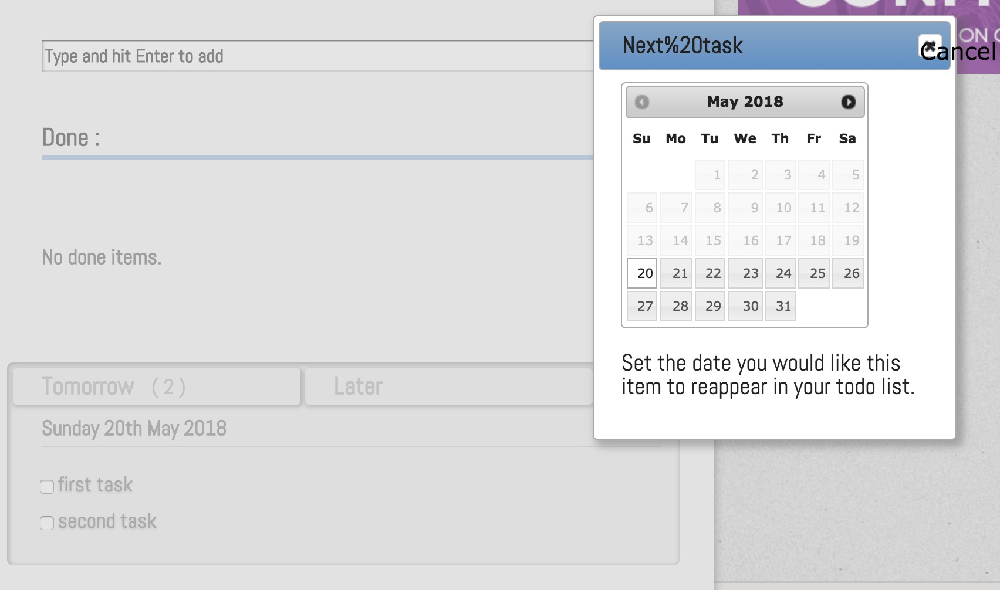 Type and hit Enter to add
Done :
No done items.
Tomorrow ( 2 )
Later
Sunday 20th May 2018
first task
second task
ON
Next%20task
Cancel
May 2018
Su Mo Tu We Th Fr Sa
1 2 3 4 5
6 7 8 9 10 11 12
13 14 15 16 17 18 19
20 21 22 23 24 25 26
27 28 29 30 31
Set the date you would like this
item to reappear in your todo list.